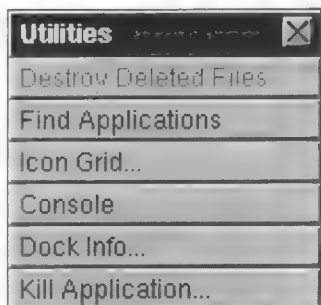 Utilities
Destroy Deleted Files
Find Applications
Icon Grid...
Console
Dock Info...
Kill Application...